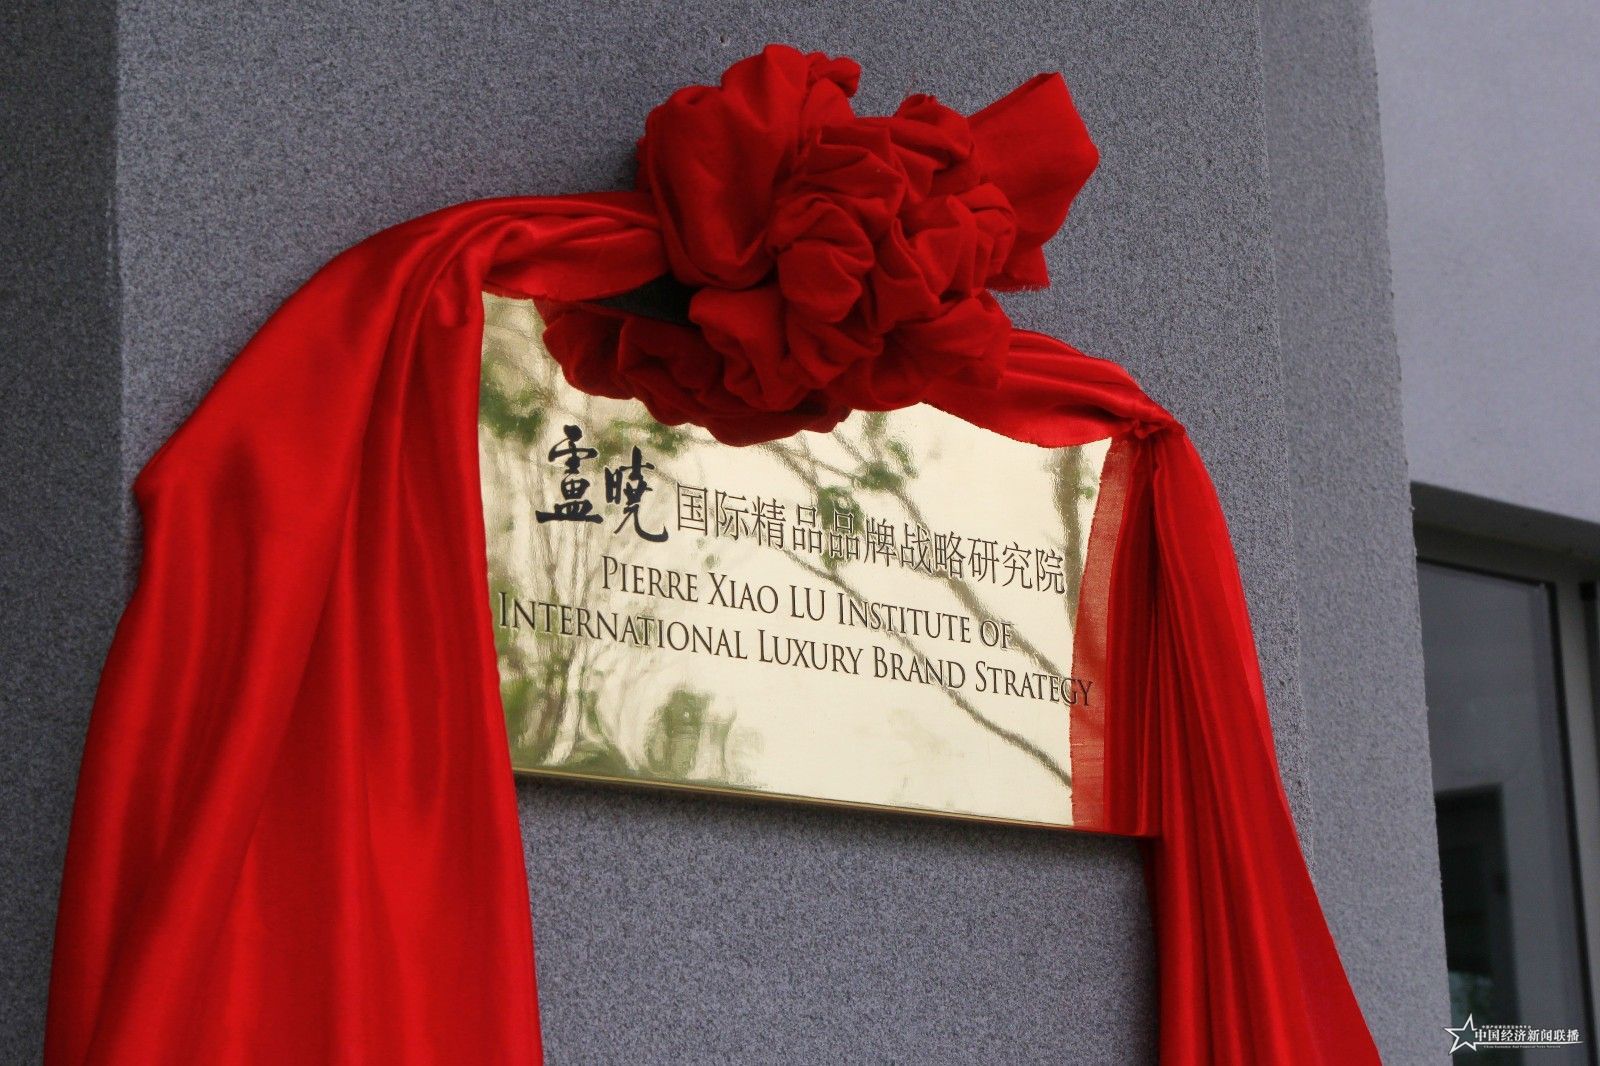 盧曉国际精品品牌战略研究院
PIERRE XIAO LU INSTITUTE OF
INTERNATIONAL LUXURY BRAND STRATEGY
中国经济新闻联播